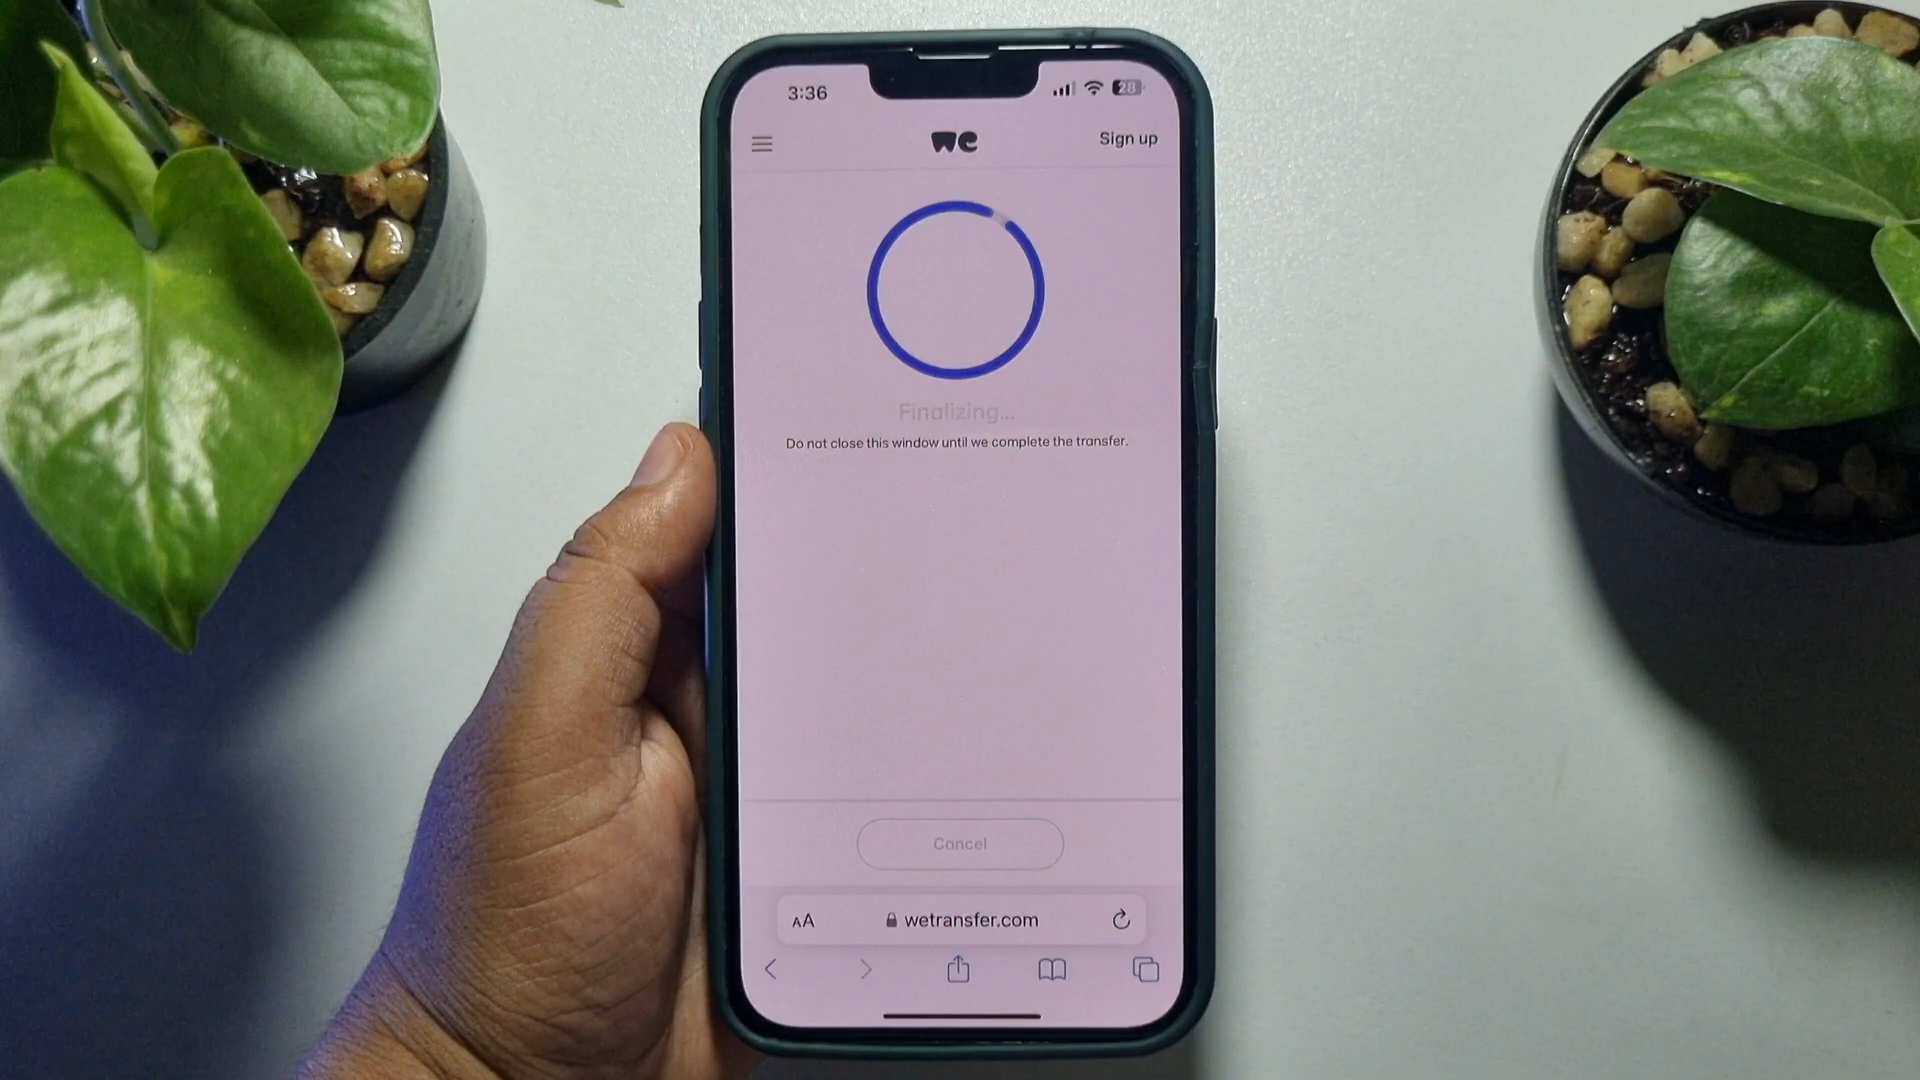 3:36
28
we
Sign up
Finalizing...
Do not close this window until we complete the transfer.
Cancel
AA
wetransfer.com